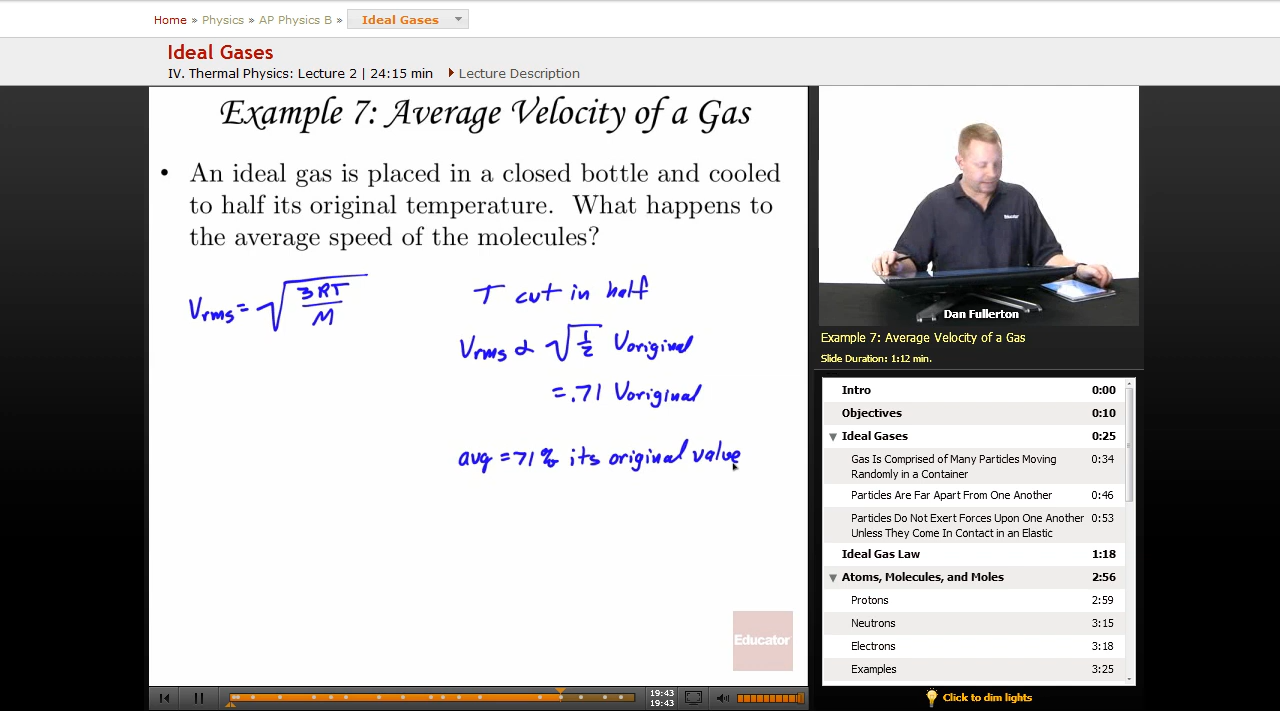 Home » Physics » AP Physics B » Ideal Gases
Ideal Gases
IV. Thermal Physics: Lecture 2 | 24:15 min Lecture Description
Example 7: Average Velocity of a Gas
• An ideal gas is placed in a closed bottle and cooled
to half its original temperature. What happens to
the average speed of the molecules?
Vrms = √(3RT/M)
T cut in half
Vrms ∝ √(1/2) Voriginal
= .71 Voriginal
avg = 71% its original value
Educator
19:43
19:43
Educator
Dan Fullerton
Example 7: Average Velocity of a Gas
Slide Duration: 1:12 min.
Intro 0:00
Objectives 0:10
Ideal Gases 0:25
Gas Is Comprised of Many Particles Moving 0:34
Randomly in a Container
Particles Are Far Apart From One Another 0:46
Particles Do Not Exert Forces Upon One Another 0:53
Unless They Come In Contact in an Elastic
Ideal Gas Law 1:18
Atoms, Molecules, and Moles 2:56
Protons 2:59
Neutrons 3:15
Electrons 3:18
Examples 3:25
Click to dim lights